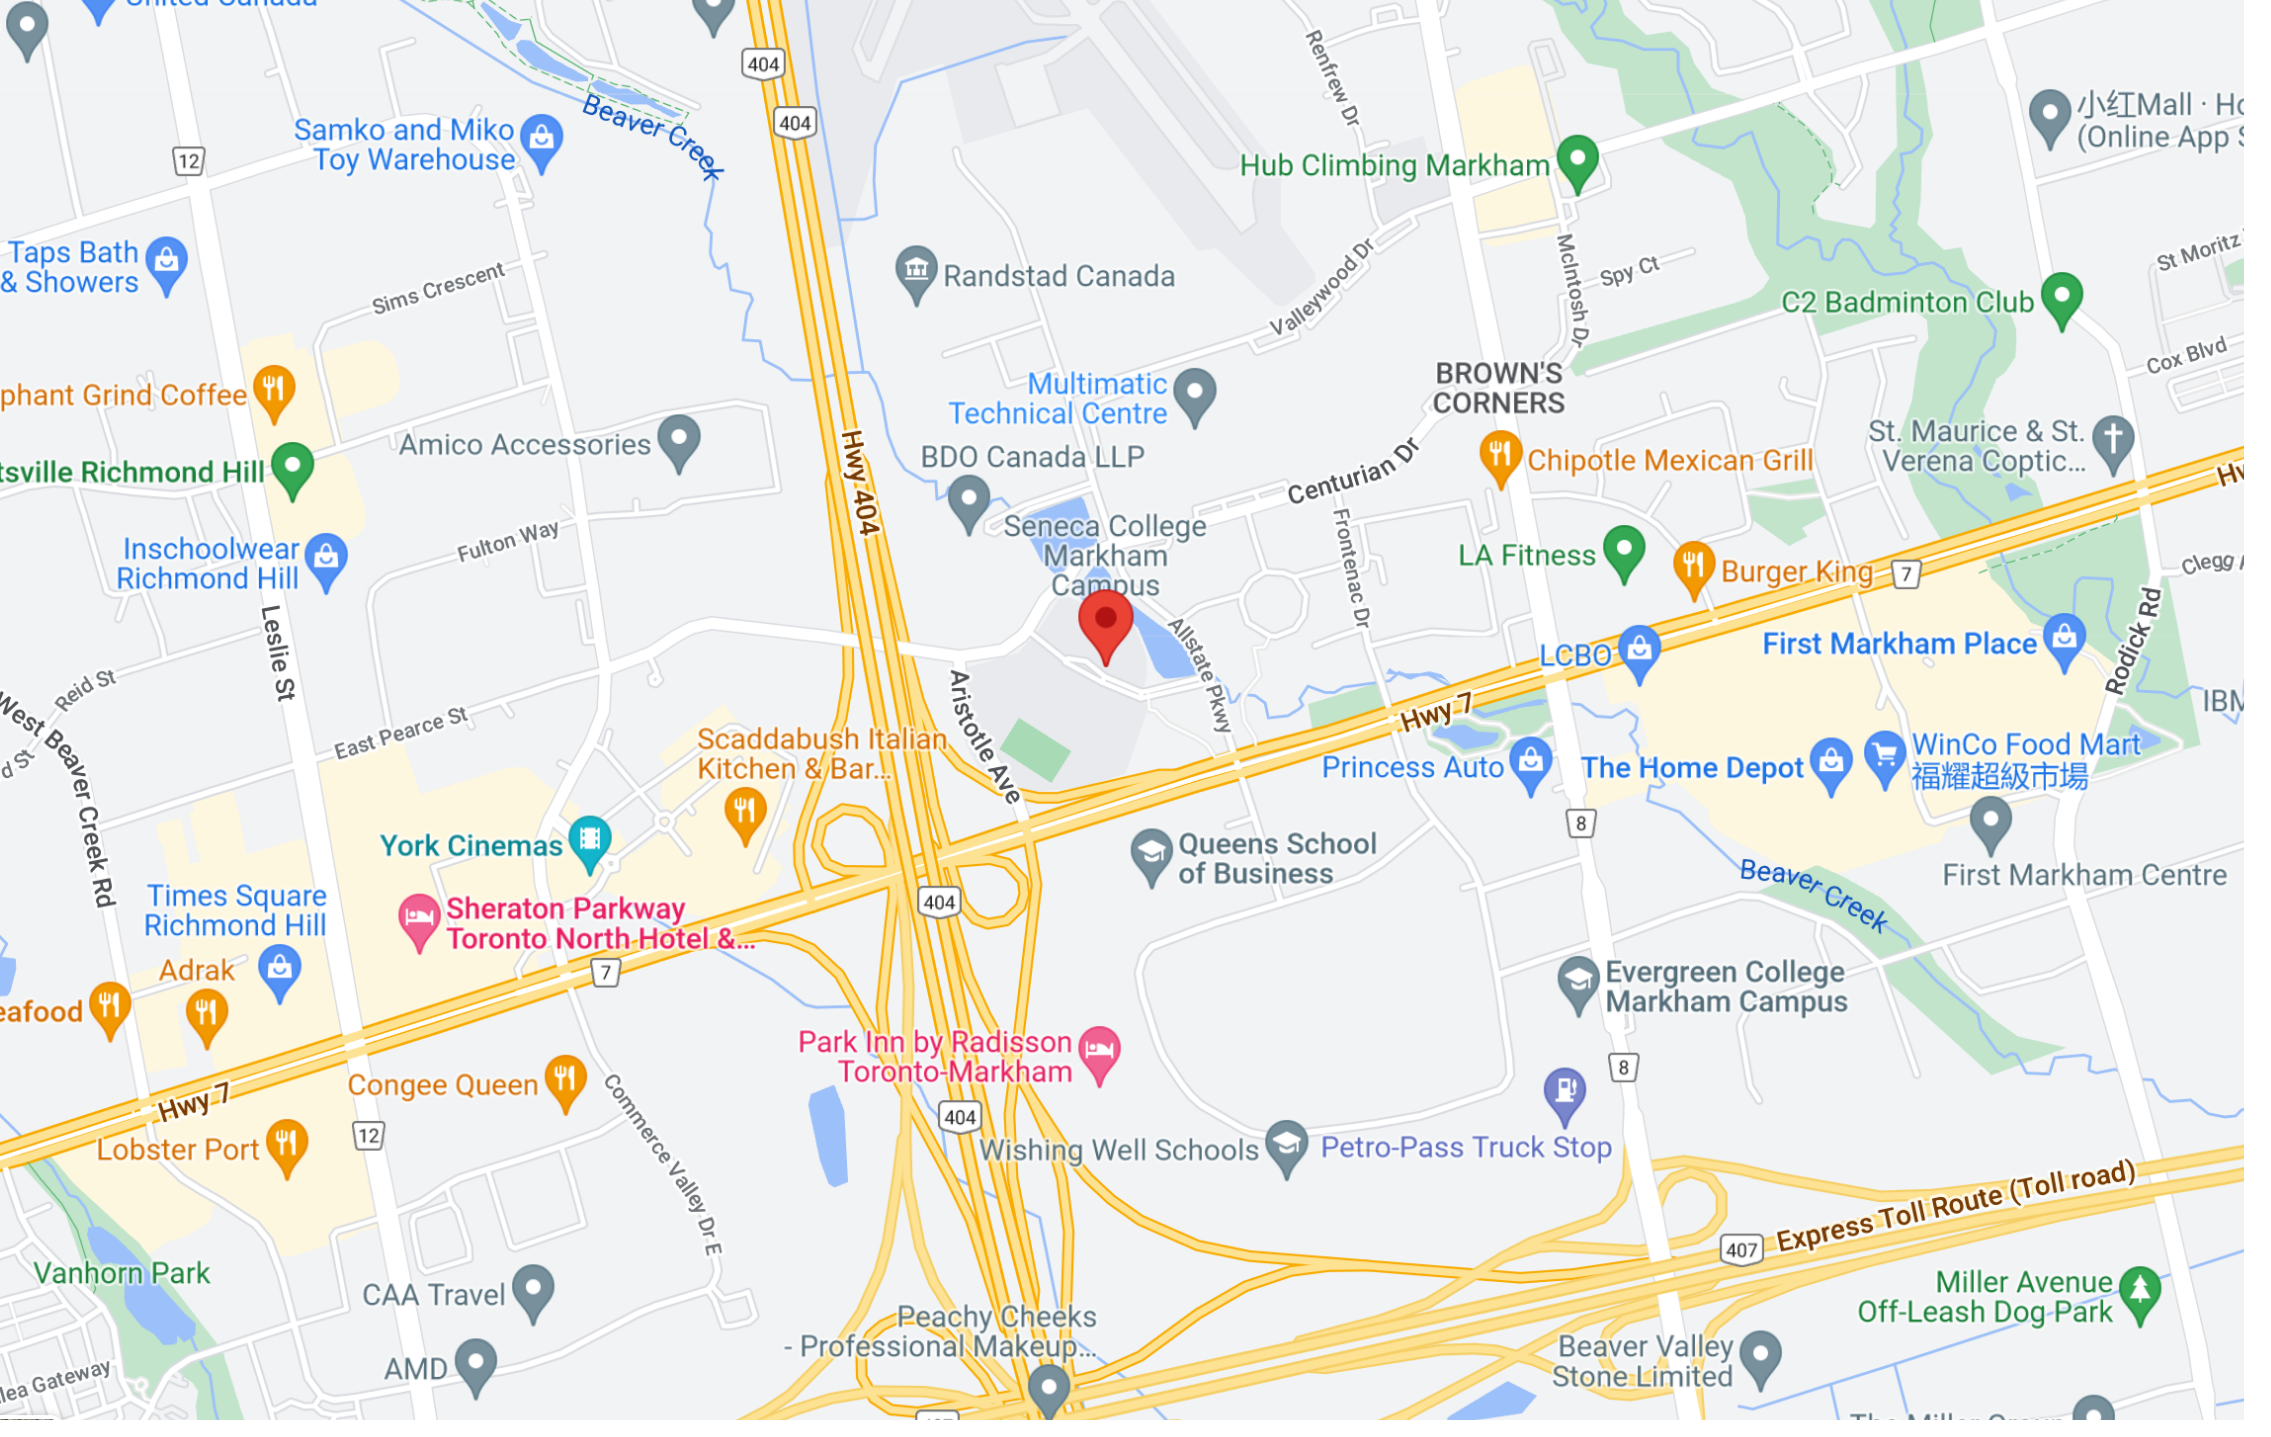 United Canada
404
404
Beaver Creek
Renfrew Dr
12
Samko and Miko
Toy Warehouse
Hub Climbing Markham
小红Mall · Ho
(Online App S
Taps Bath
& Showers
Sims Crescent
Randstad Canada
Valleywood Dr
McIntosh Dr
Spy Ct
St Moritz
C2 Badminton Club
Cox Blvd
phant Grind Coffee
Multimatic
Technical Centre
BROWN'S
CORNERS
Amico Accessories
BDO Canada LLP
tsville Richmond Hill
Hwy 404
Centurian Dr
Chipotle Mexican Grill
St. Maurice & St.
Verena Coptic...
Hw
Fulton Way
Seneca College
Markham
Campus
Frontenac Dr
Inschoolwear
Richmond Hill
LA Fitness
Burger King
7
Clegg
Leslie St
Allstate Pkwy
LCBO
First Markham Place
Rodick Rd
Reid St
West Beaver Creek Rd
d St
East Pearce St
Aristotle Ave
Hwy 7
IBM
Scaddabush Italian
Kitchen & Bar...
Princess Auto
The Home Depot
WinCo Food Mart
福耀超級市場
8
York Cinemas
Queens School
of Business
Beaver Creek
First Markham Centre
Times Square
Richmond Hill
Sheraton Parkway
Toronto North Hotel &...
404
Adrak
7
Evergreen College
Markham Campus
eafood
Park Inn by Radisson
Toronto-Markham
8
Hwy 7
Congee Queen
Commerce Valley Dr E
404
12
Lobster Port
Wishing Well Schools
Petro-Pass Truck Stop
Express Toll Route (Toll road)
407
Vanhorn Park
CAA Travel
Miller Avenue
Off-Leash Dog Park
Peachy Cheeks
- Professional Makeup...
Beaver Valley
Stone Limited
AMD
lea Gateway